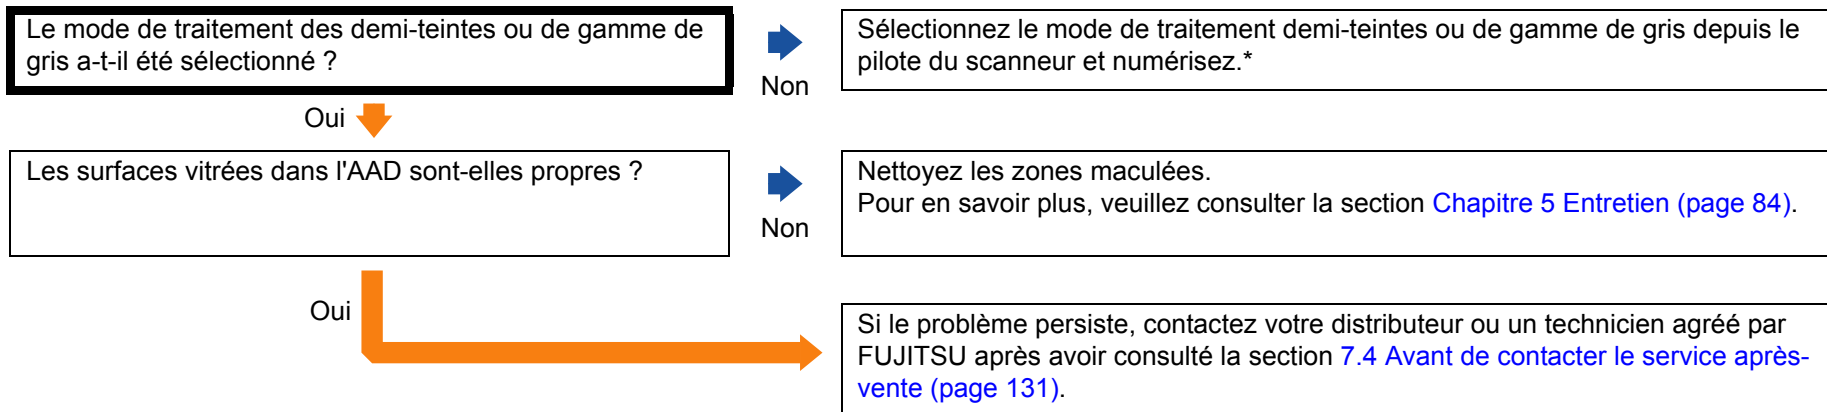 Le mode de traitement des demi-teintes ou de gamme de
gris a-t-il été sélectionné ?
Non
Sélectionnez le mode de traitement demi-teintes ou de gamme de gris depuis le
pilote du scanneur et numérisez.*
Oui
Les surfaces vitrées dans l'AAD sont-elles propres ?
Non
Nettoyez les zones maculées.
Pour en savoir plus, veuillez consulter la section Chapitre 5 Entretien (page 84).
Oui
Si le problème persiste, contactez votre distributeur ou un technicien agréé par
FUJITSU après avoir consulté la section 7.4 Avant de contacter le service après-
vente (page 131).